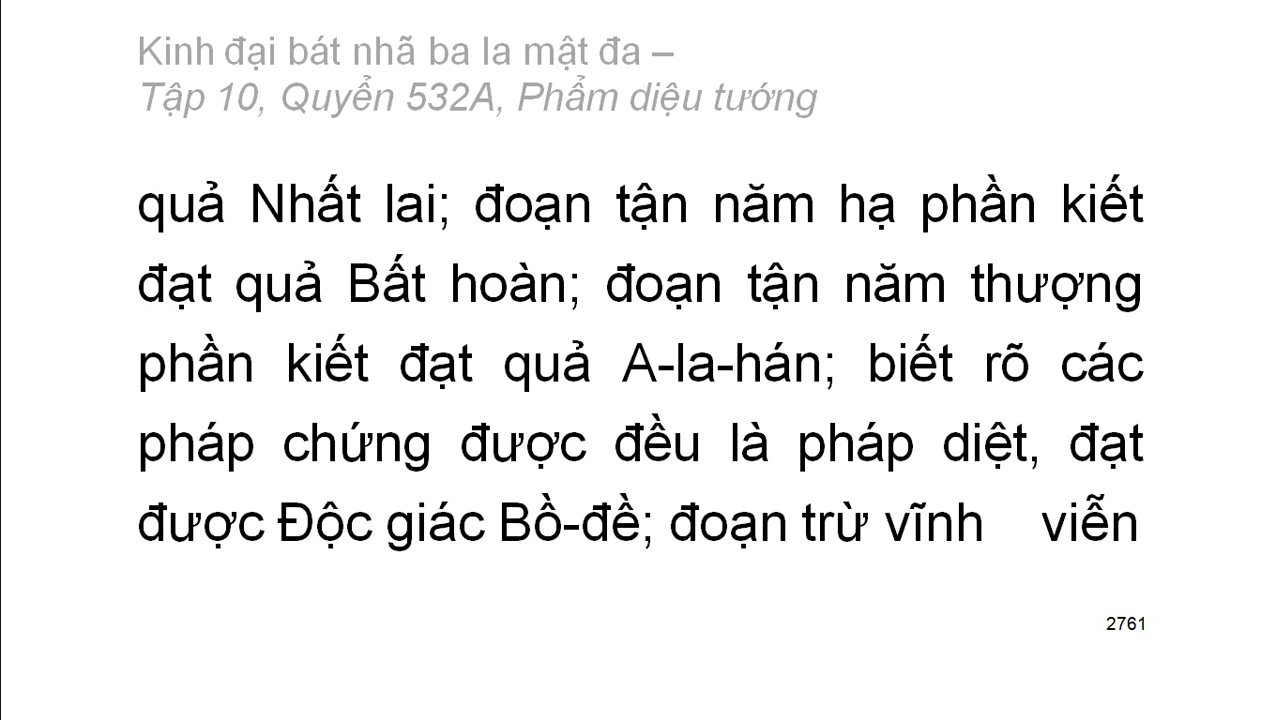 Kinh đại bát nhã ba la mật đa –
Tập 10, Quyển 532A, Phẩm diệu tướng
quả Nhất lai; đoạn tận năm hạ phần kiết
đạt quả Bất hoàn; đoạn tận năm thượng
phần kiết đạt quả A-la-hán; biết rõ các
pháp chứng được đều là pháp diệt, đạt
được Độc giác Bồ-đề; đoạn trừ vĩnh viễn
2761